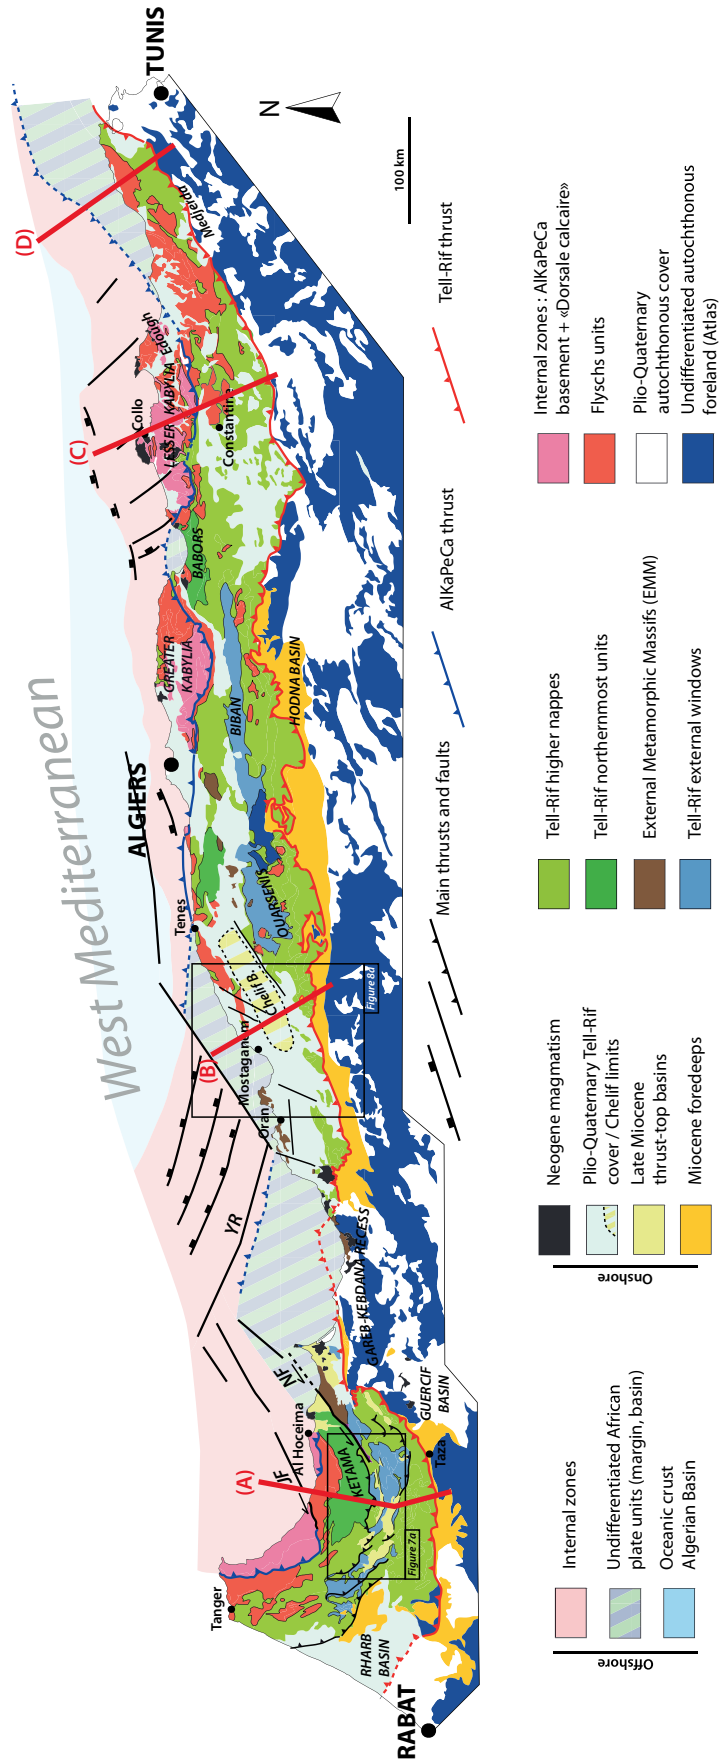 West Mediterranean
TUNIS
ALGIERS
RABAT
N
100 km
(A)
(B)
(C)
(D)
Tanger
Al Hoceima
JF
NF
YR
KETAMA
Taza
RHARB
BASIN
GUERCIF
BASIN
GAREB-KEBDANA RECESS
Figure 7a
Oran
Mostaganem
Chelif B.
Figure 8a
Tenes
OUARSENIS
BIBAN
HODNA BASIN
GREATER
KABYLIA
BABORS
Collo
LESSER KABYLIA
Edough
Constantine
Medjerda
Main thrusts and faults
AlKaPeCa thrust
Tell-Rif thrust
Offshore
Internal zones
Undifferentiated African
plate units (margin, basin)
Oceanic crust
Algerian Basin
Onshore
Neogene magmatism
Plio-Quaternary Tell-Rif
cover / Chelif limits
Late Miocene
thrust-top basins
Miocene foredeeps
Tell-Rif higher nappes
Tell-Rif northernmost units
External Metamorphic Massifs (EMM)
Tell-Rif external windows
Internal zones : AlKaPeCa
basement + «Dorsale calcaire»
Flyschs units
Plio-Quaternary
autochthonous cover
Undifferentiated autochthonous
foreland (Atlas)